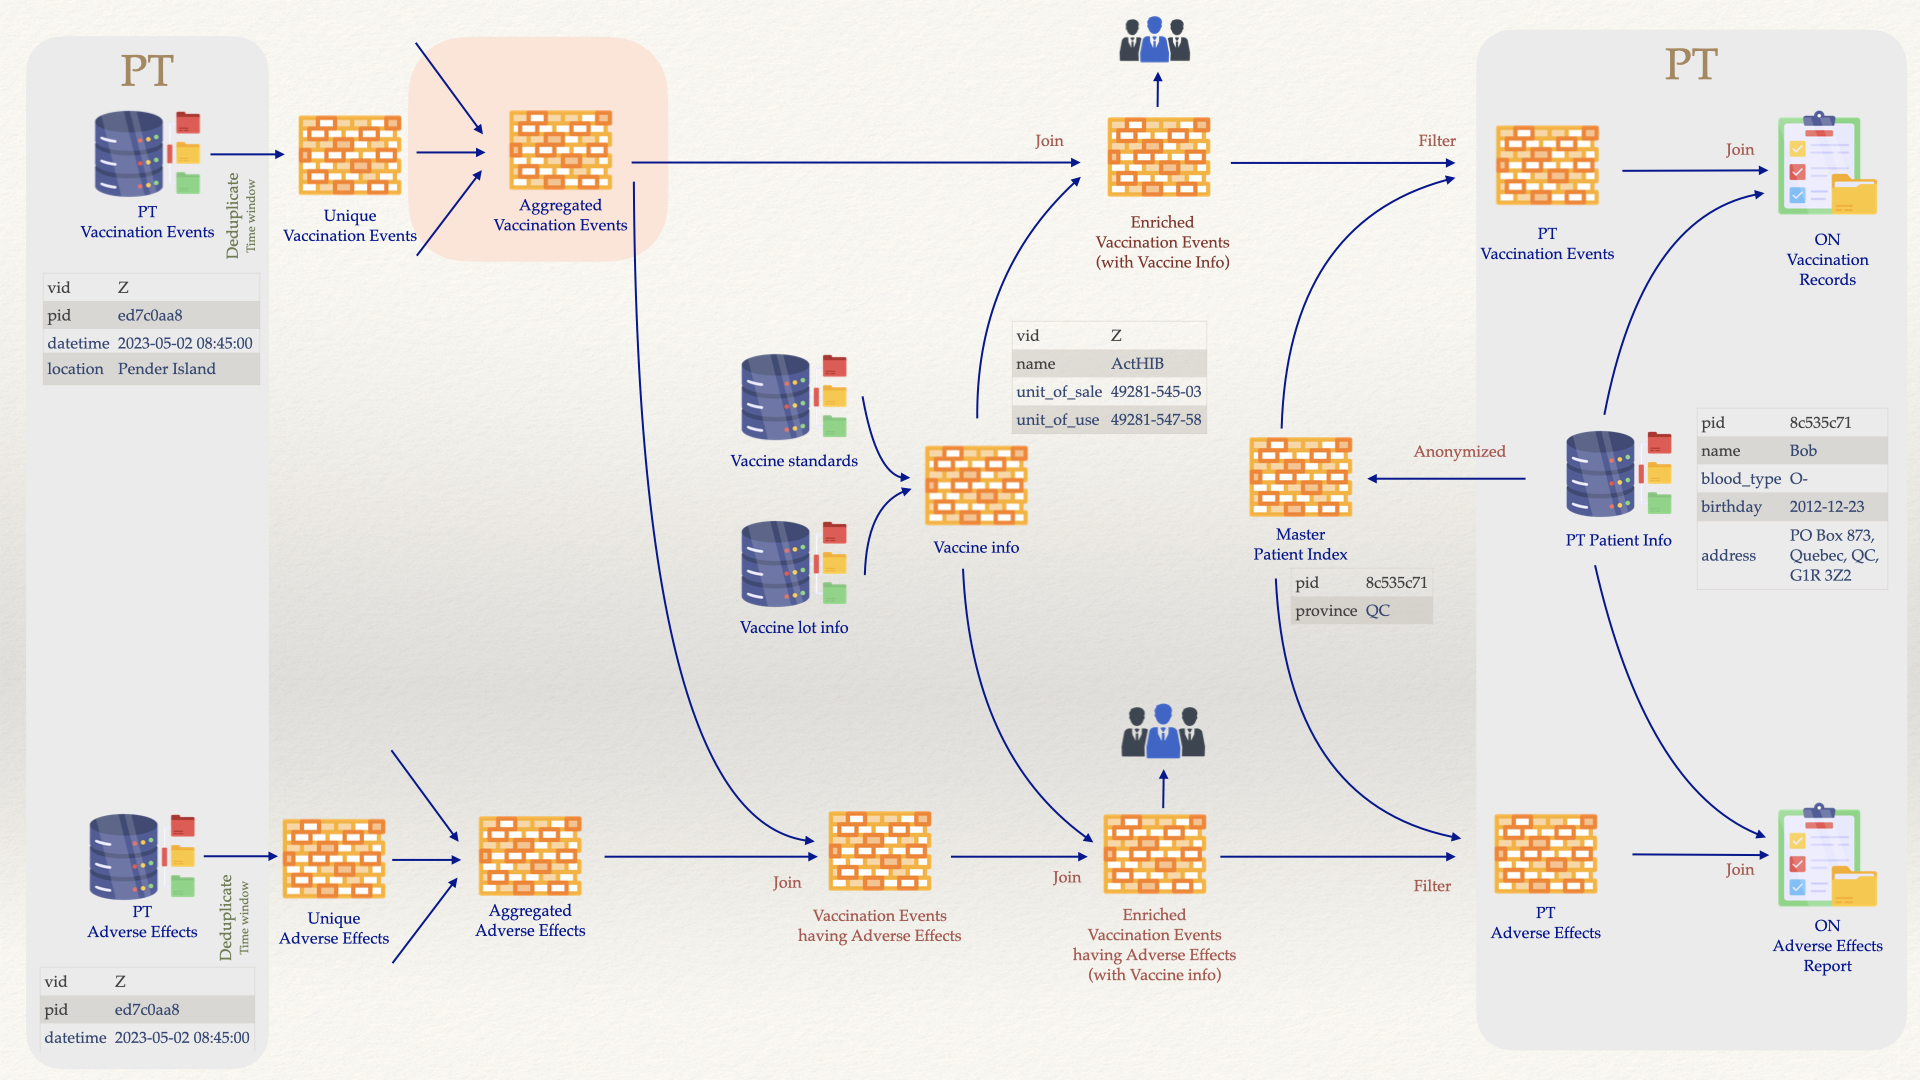 PT
PT
Vaccination Events
Deduplicate
Time window
vid Z
pid ed7c0aa8
datetime 2023-05-02 08:45:00
location Pender Island
Unique
Vaccination Events
Aggregated
Vaccination Events
Join
Enriched
Vaccination Events
(with Vaccine Info)
Filter
PT
PT
Vaccination Events
Join
ON
Vaccination
Records
vid Z
name ActHIB
unit_of_sale 49281-545-03
unit_of_use 49281-547-58
Vaccine standards
Vaccine lot info
Vaccine info
Master
Patient Index
pid 8c535c71
province QC
Anonymized
PT Patient Info
pid 8c535c71
name Bob
blood_type O-
birthday 2012-12-23
address PO Box 873,
Quebec, QC,
G1R 3Z2
PT
Adverse Effects
Deduplicate
Time window
vid Z
pid ed7c0aa8
datetime 2023-05-02 08:45:00
Unique
Adverse Effects
Aggregated
Adverse Effects
Join
Vaccination Events
having Adverse Effects
Join
Enriched
Vaccination Events
having Adverse Effects
(with Vaccine info)
Filter
PT
Adverse Effects
Join
ON
Adverse Effects
Report